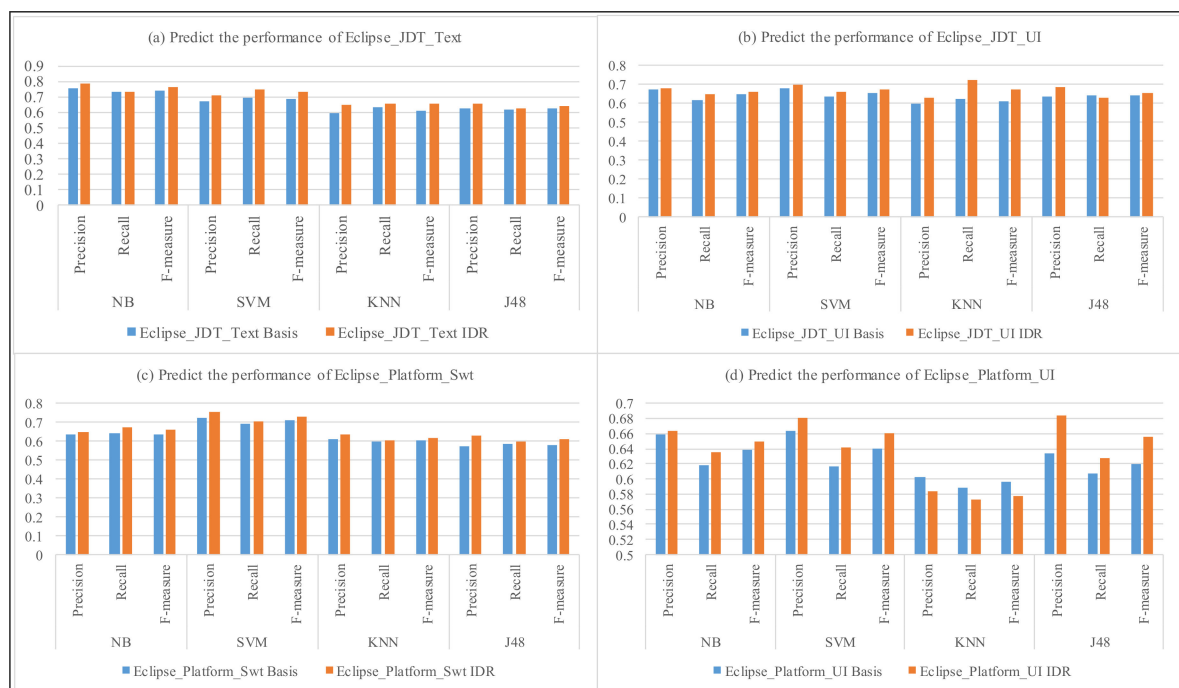 (a) Predict the performance of Eclipse_JDT_Text
0.9
0.8
0.7
0.6
0.5
0.4
0.3
0.2
0.1
0
Precision
Recall
F-measure
Precision
Recall
F-measure
Precision
Recall
F-measure
Precision
Recall
F-measure
NB SVM KNN J48
Eclipse_JDT_Text Basis Eclipse_JDT_Text IDR
(b) Predict the performance of Eclipse_JDT_UI
0.8
0.7
0.6
0.5
0.4
0.3
0.2
0.1
0
Precision
Recall
F-measure
Precision
Recall
F-measure
Precision
Recall
F-measure
Precision
Recall
F-measure
NB SVM KNN J48
Eclipse_JDT_UI Basis Eclipse_JDT_UI IDR
(c) Predict the performance of Eclipse_Platform_Swt
0.8
0.7
0.6
0.5
0.4
0.3
0.2
0.1
0
Precision
Recall
F-measure
Precision
Recall
F-measure
Precision
Recall
F-measure
Precision
Recall
F-measure
NB SVM KNN J48
Eclipse_Platform_Swt Basis Eclipse_Platform_Swt IDR
(d) Predict the performance of Eclipse_Platform_UI
0.7
0.68
0.66
0.64
0.62
0.6
0.58
0.56
0.54
0.52
0.5
Precision
Recall
F-measure
Precision
Recall
F-measure
Precision
Recall
F-measure
Precision
Recall
F-measure
NB SVM KNN J48
Eclipse_Platform_UI Basis Eclipse_Platform_UI IDR